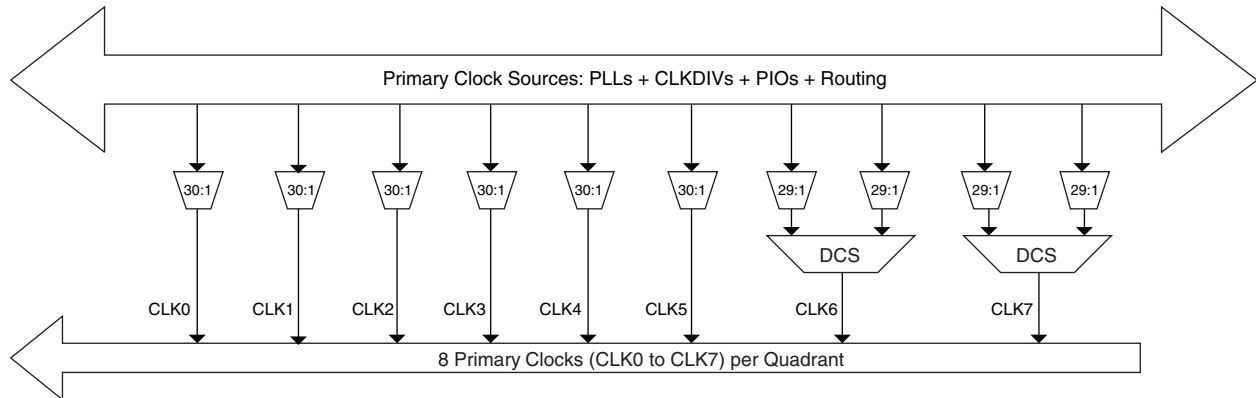 Primary Clock Sources: PLLs + CLKDIVs + PIOs + Routing
30:1 30:1 30:1 30:1 30:1 30:1 29:1 29:1 29:1 29:1
DCS DCS
CLK0 CLK1 CLK2 CLK3 CLK4 CLK5 CLK6 CLK7
8 Primary Clocks (CLK0 to CLK7) per Quadrant